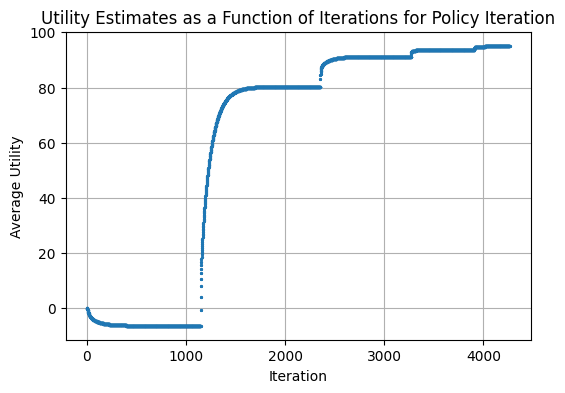 Utility Estimates as a Function of Iterations for Policy Iteration
100
80
60
40
20
0
Average Utility
0 1000 2000 3000 4000
Iteration